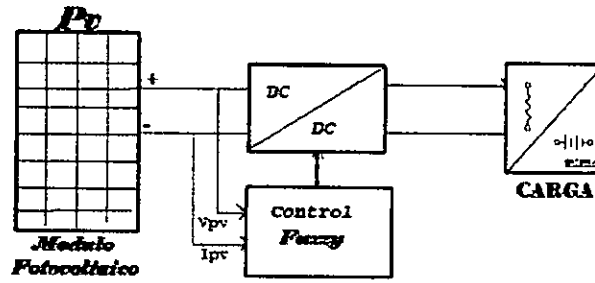 Pv
+
-
DC
DC
Vpv
Ipv
Control
Fuzzy
CARGA
Modulo
Fotovoltaico